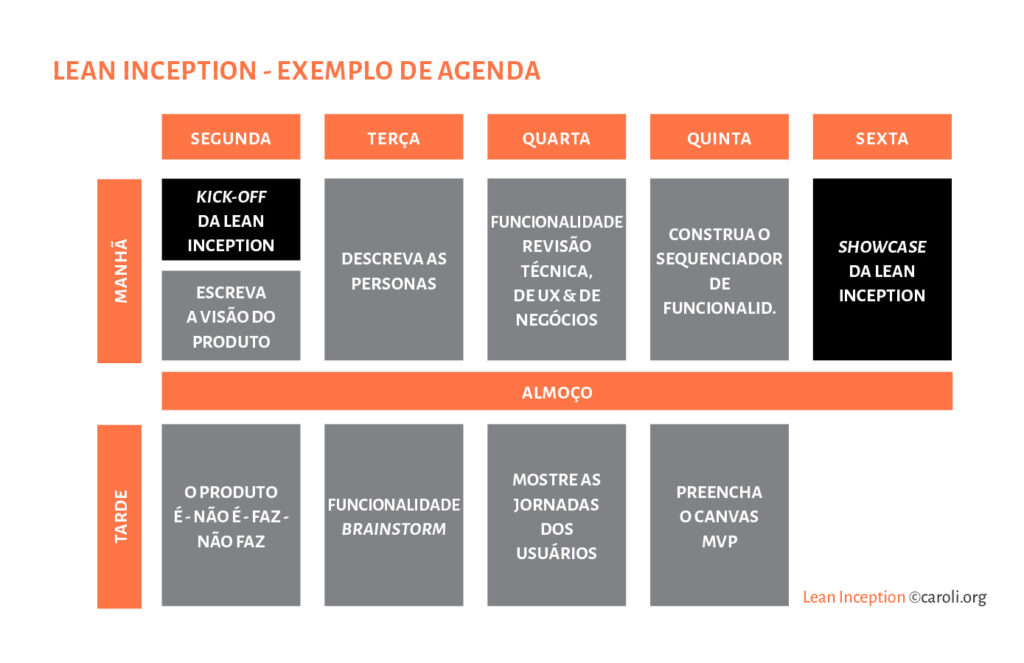 LEAN INCEPTION - EXEMPLO DE AGENDA
SEGUNDA
TERÇA
QUARTA
QUINTA
SEXTA
MANHÃ
KICK-OFF
DA LEAN
INCEPTION
ESCREVA
A VISÃO DO
PRODUTO
DESCREVA AS
PERSONAS
FUNCIONALIDADE
REVISÃO
TÉCNICA,
DE UX & DE
NEGÓCIOS
CONSTRUA O
SEQUENCIADOR
DE
FUNCIONALID.
SHOWCASE
DA LEAN
INCEPTION
ALMOÇO
TARDE
O PRODUTO
É - NÃO É - FAZ -
NÃO FAZ
FUNCIONALIDADE
BRAINSTORM
MOSTRE AS
JORNADAS
DOS
USUÁRIOS
PREENCHA
O CANVAS
MVP
Lean Inception ©caroli.org